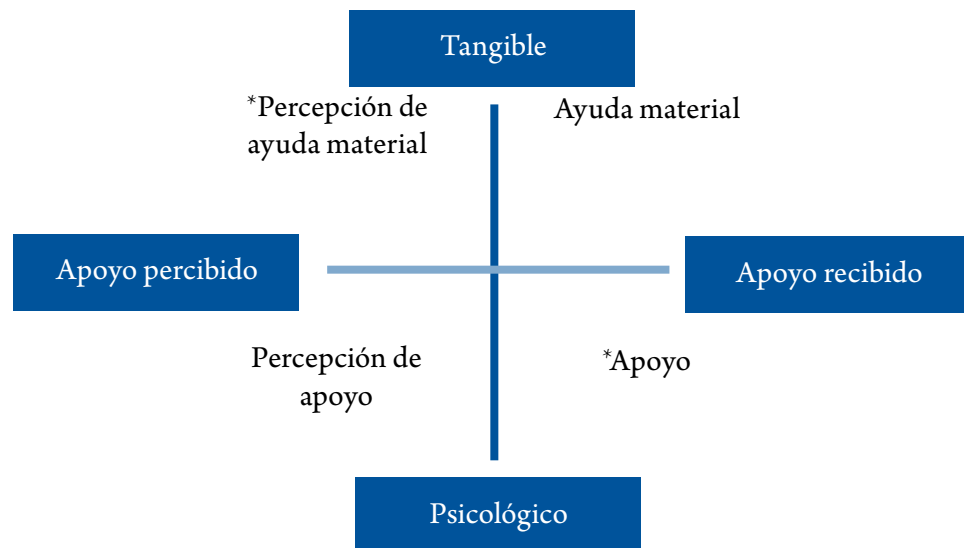 Tangible
*Percepción de
ayuda material
Ayuda material
Apoyo percibido
Apoyo recibido
Percepción de
apoyo
*Apoyo
Psicológico